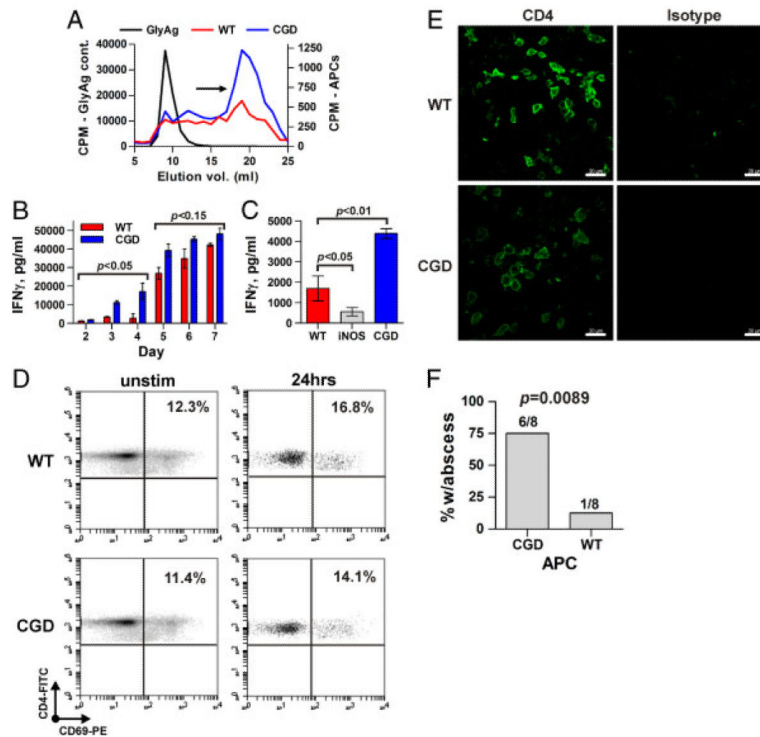 A
GlyAg WT CGD
CPM - GlyAg cont.
40000
30000
20000
10000
0
1250
1000
750
500
250
0
CPM - APCs
5 10 15 20 25
Elution vol. (ml)
B
WT
CGD
p<0.15
p<0.05
IFNγ, pg/ml
60000
50000
40000
30000
20000
10000
0
2 3 4 5 6 7
Day
C
p<0.01
p<0.05
IFNγ, pg/ml
6000
5000
4000
3000
2000
1000
0
WT iNOS CGD
D
unstim 24hrs
WT
12.3% 16.8%
CGD
11.4% 14.1%
CD4-FITC
CD69-PE
E
CD4 Isotype
WT
CGD
F
p=0.0089
% w/abscess
100
75
50
25
0
6/8
1/8
CGD WT
APC